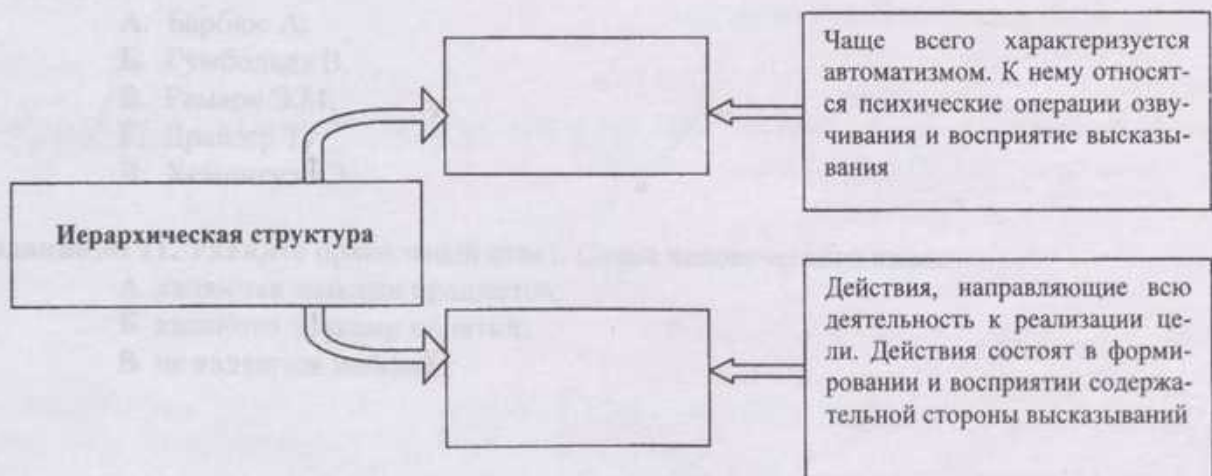 Чаще всего характеризуется
автоматизмом. К нему относят-
ся психические операции озву-
чивания и восприятие высказы-
вания
Иерархическая структура
Действия, направляющие всю
деятельность к реализации це-
ли. Действия состоят в форми-
ровании и восприятии содержа-
тельной стороны высказываний